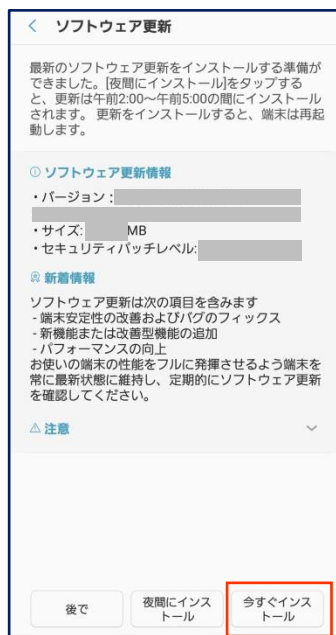 ソフトウェア更新
最新のソフトウェア更新をインストールする準備が
できました。[夜間にインストール]をタップする
と、更新は午前2:00～午前5:00の間にインストール
されます。 更新をインストールすると、端末は再起
動します。
ソフトウェア更新情報
・バージョン :
・サイズ: MB
・セキュリティパッチレベル:
新着情報
ソフトウェア更新は次の項目を含みます
- 端末安定性の改善およびバグのフィックス
- 新機能または改善型機能の追加
- パフォーマンスの向上
お使いの端末の性能をフルに発揮させるよう端末を
常に最新状態に維持し、定期的にソフトウェア更新
を確認してください。
注意
後で
夜間にインス
トール
今すぐインス
トール